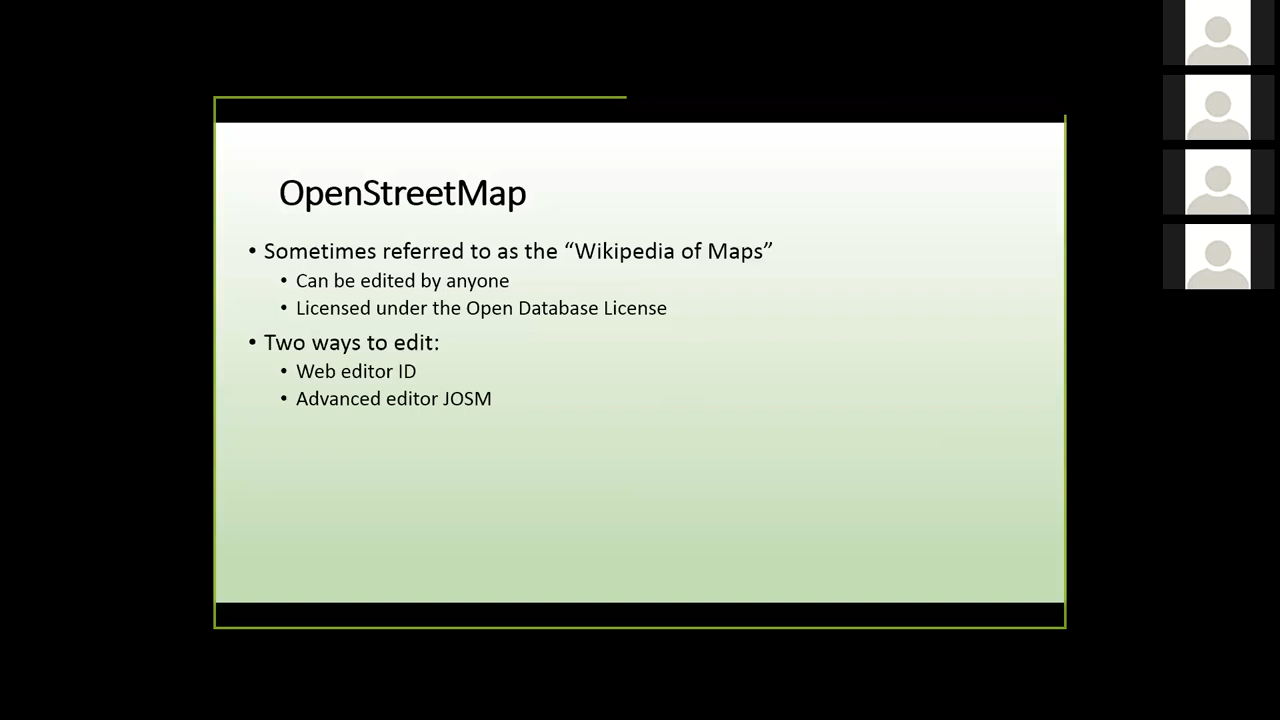 OpenStreetMap
• Sometimes referred to as the “Wikipedia of Maps”
• Can be edited by anyone
• Licensed under the Open Database License
• Two ways to edit:
• Web editor ID
• Advanced editor JOSM